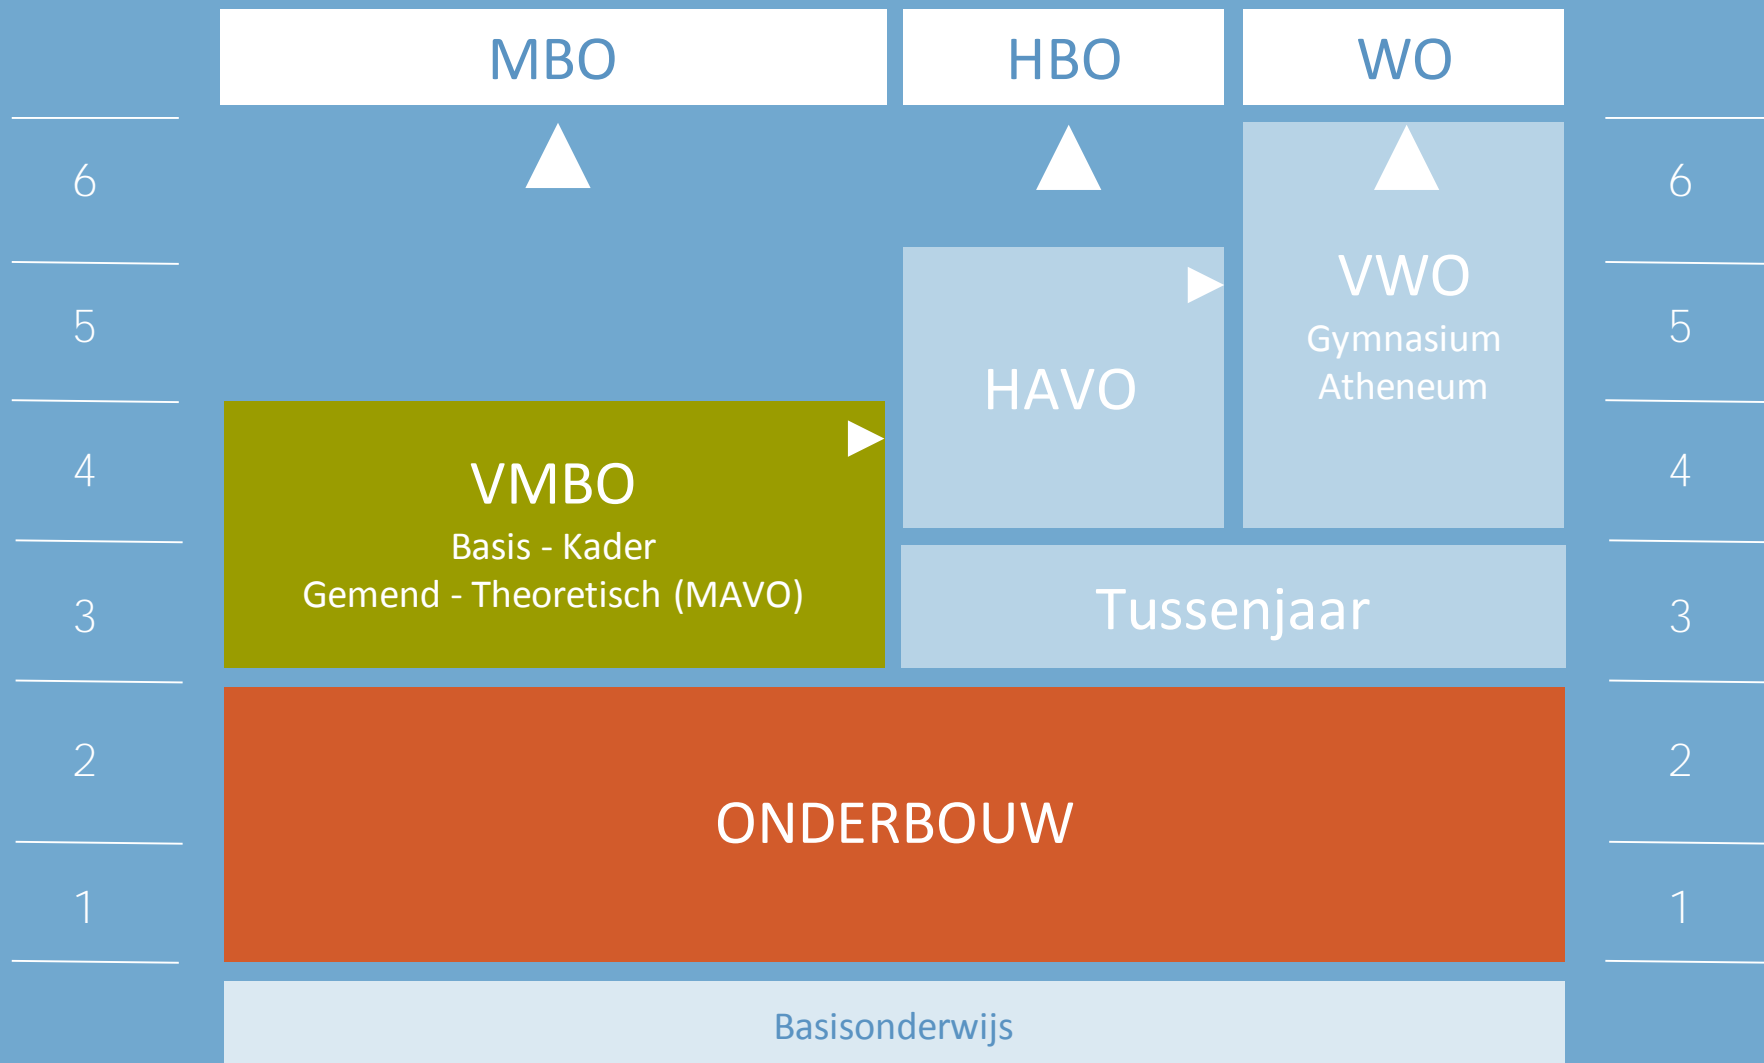 MBO
HBO
WO
6
6
5
5
VWO
Gymnasium
Atheneum
HAVO
4
4
VMBO
Basis - Kader
Gemend - Theoretisch (MAVO)
3
3
Tussenjaar
2
2
ONDERBOUW
1
1
Basisonderwijs